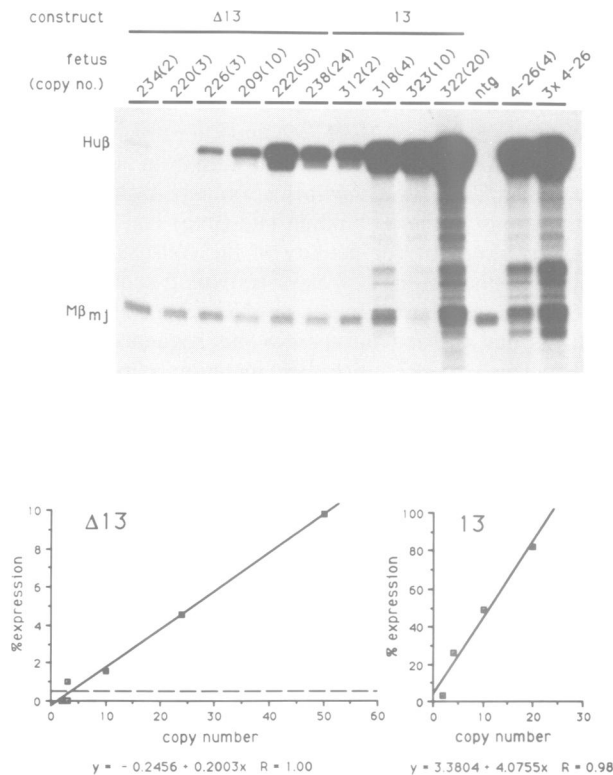 construct Δ13 13
fetus
(copy no.)
234(2) 220(3) 226(3) 209(10) 222(50) 238(24) 312(2) 318(4) 323(10) 322(20) ntg 4-26(4) 3x 4-26
Huβ
Mβmj
Δ13
%expression
10
8
6
4
2
0
0 10 20 30 40 50 60
copy number
y = - 0.2456 + 0.2003x R = 1.00
13
% expression
100
80
60
40
20
0
0 10 20 30
copy number
y = 3.3804 + 4.0755x R = 0.98